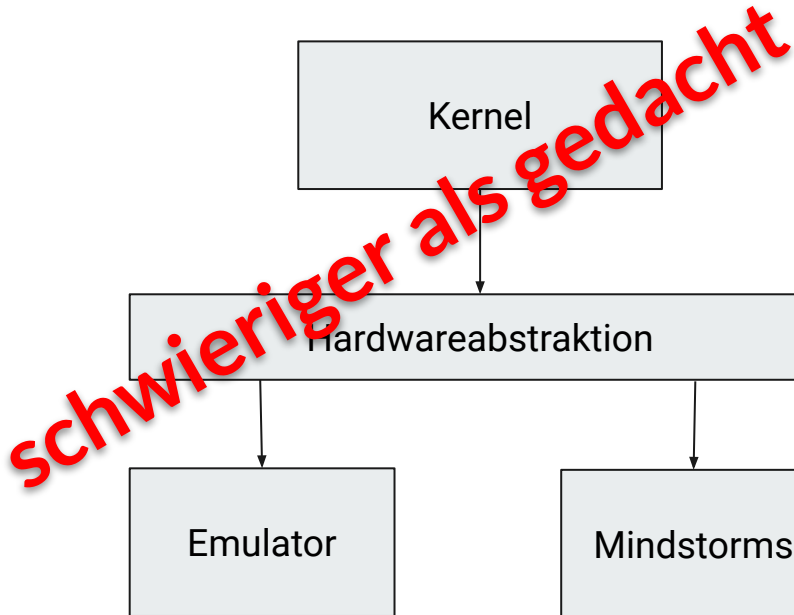 Kernel
schwieriger als gedacht
Hardwareabstraktion
Emulator
Mindstorms